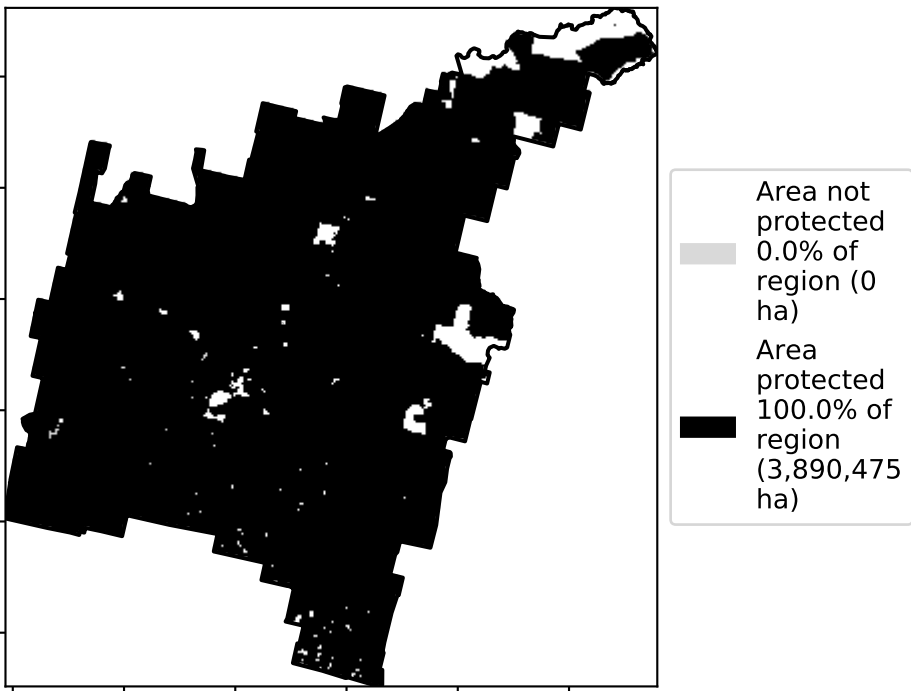 Area not
protected
0.0% of
region (0
ha)
Area
protected
100.0% of
region
(3,890,475
ha)